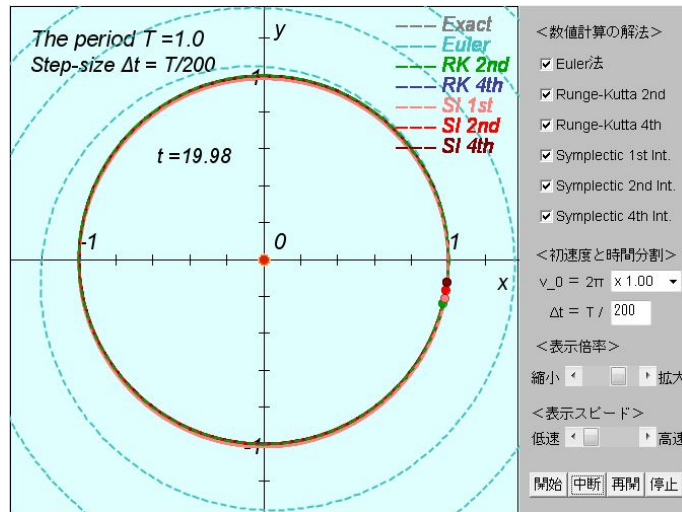 The period T =1.0
Step-size Δt = T/200
t =19.98
y
x
1
-1
0
1
-1
Exact
Euler
RK 2nd
RK 4th
SI 1st
SI 2nd
SI 4th
<数値計算の解法>
Euler法
Runge-Kutta 2nd
Runge-Kutta 4th
Symplectic 1st Int.
Symplectic 2nd Int.
Symplectic 4th Int.
<初速度と時間分割>
v_0 = 2π x 1.00
Δt = T / 200
<表示倍率>
縮小 拡大
<表示スピード>
低速 高速
開始 中断 再開 停止